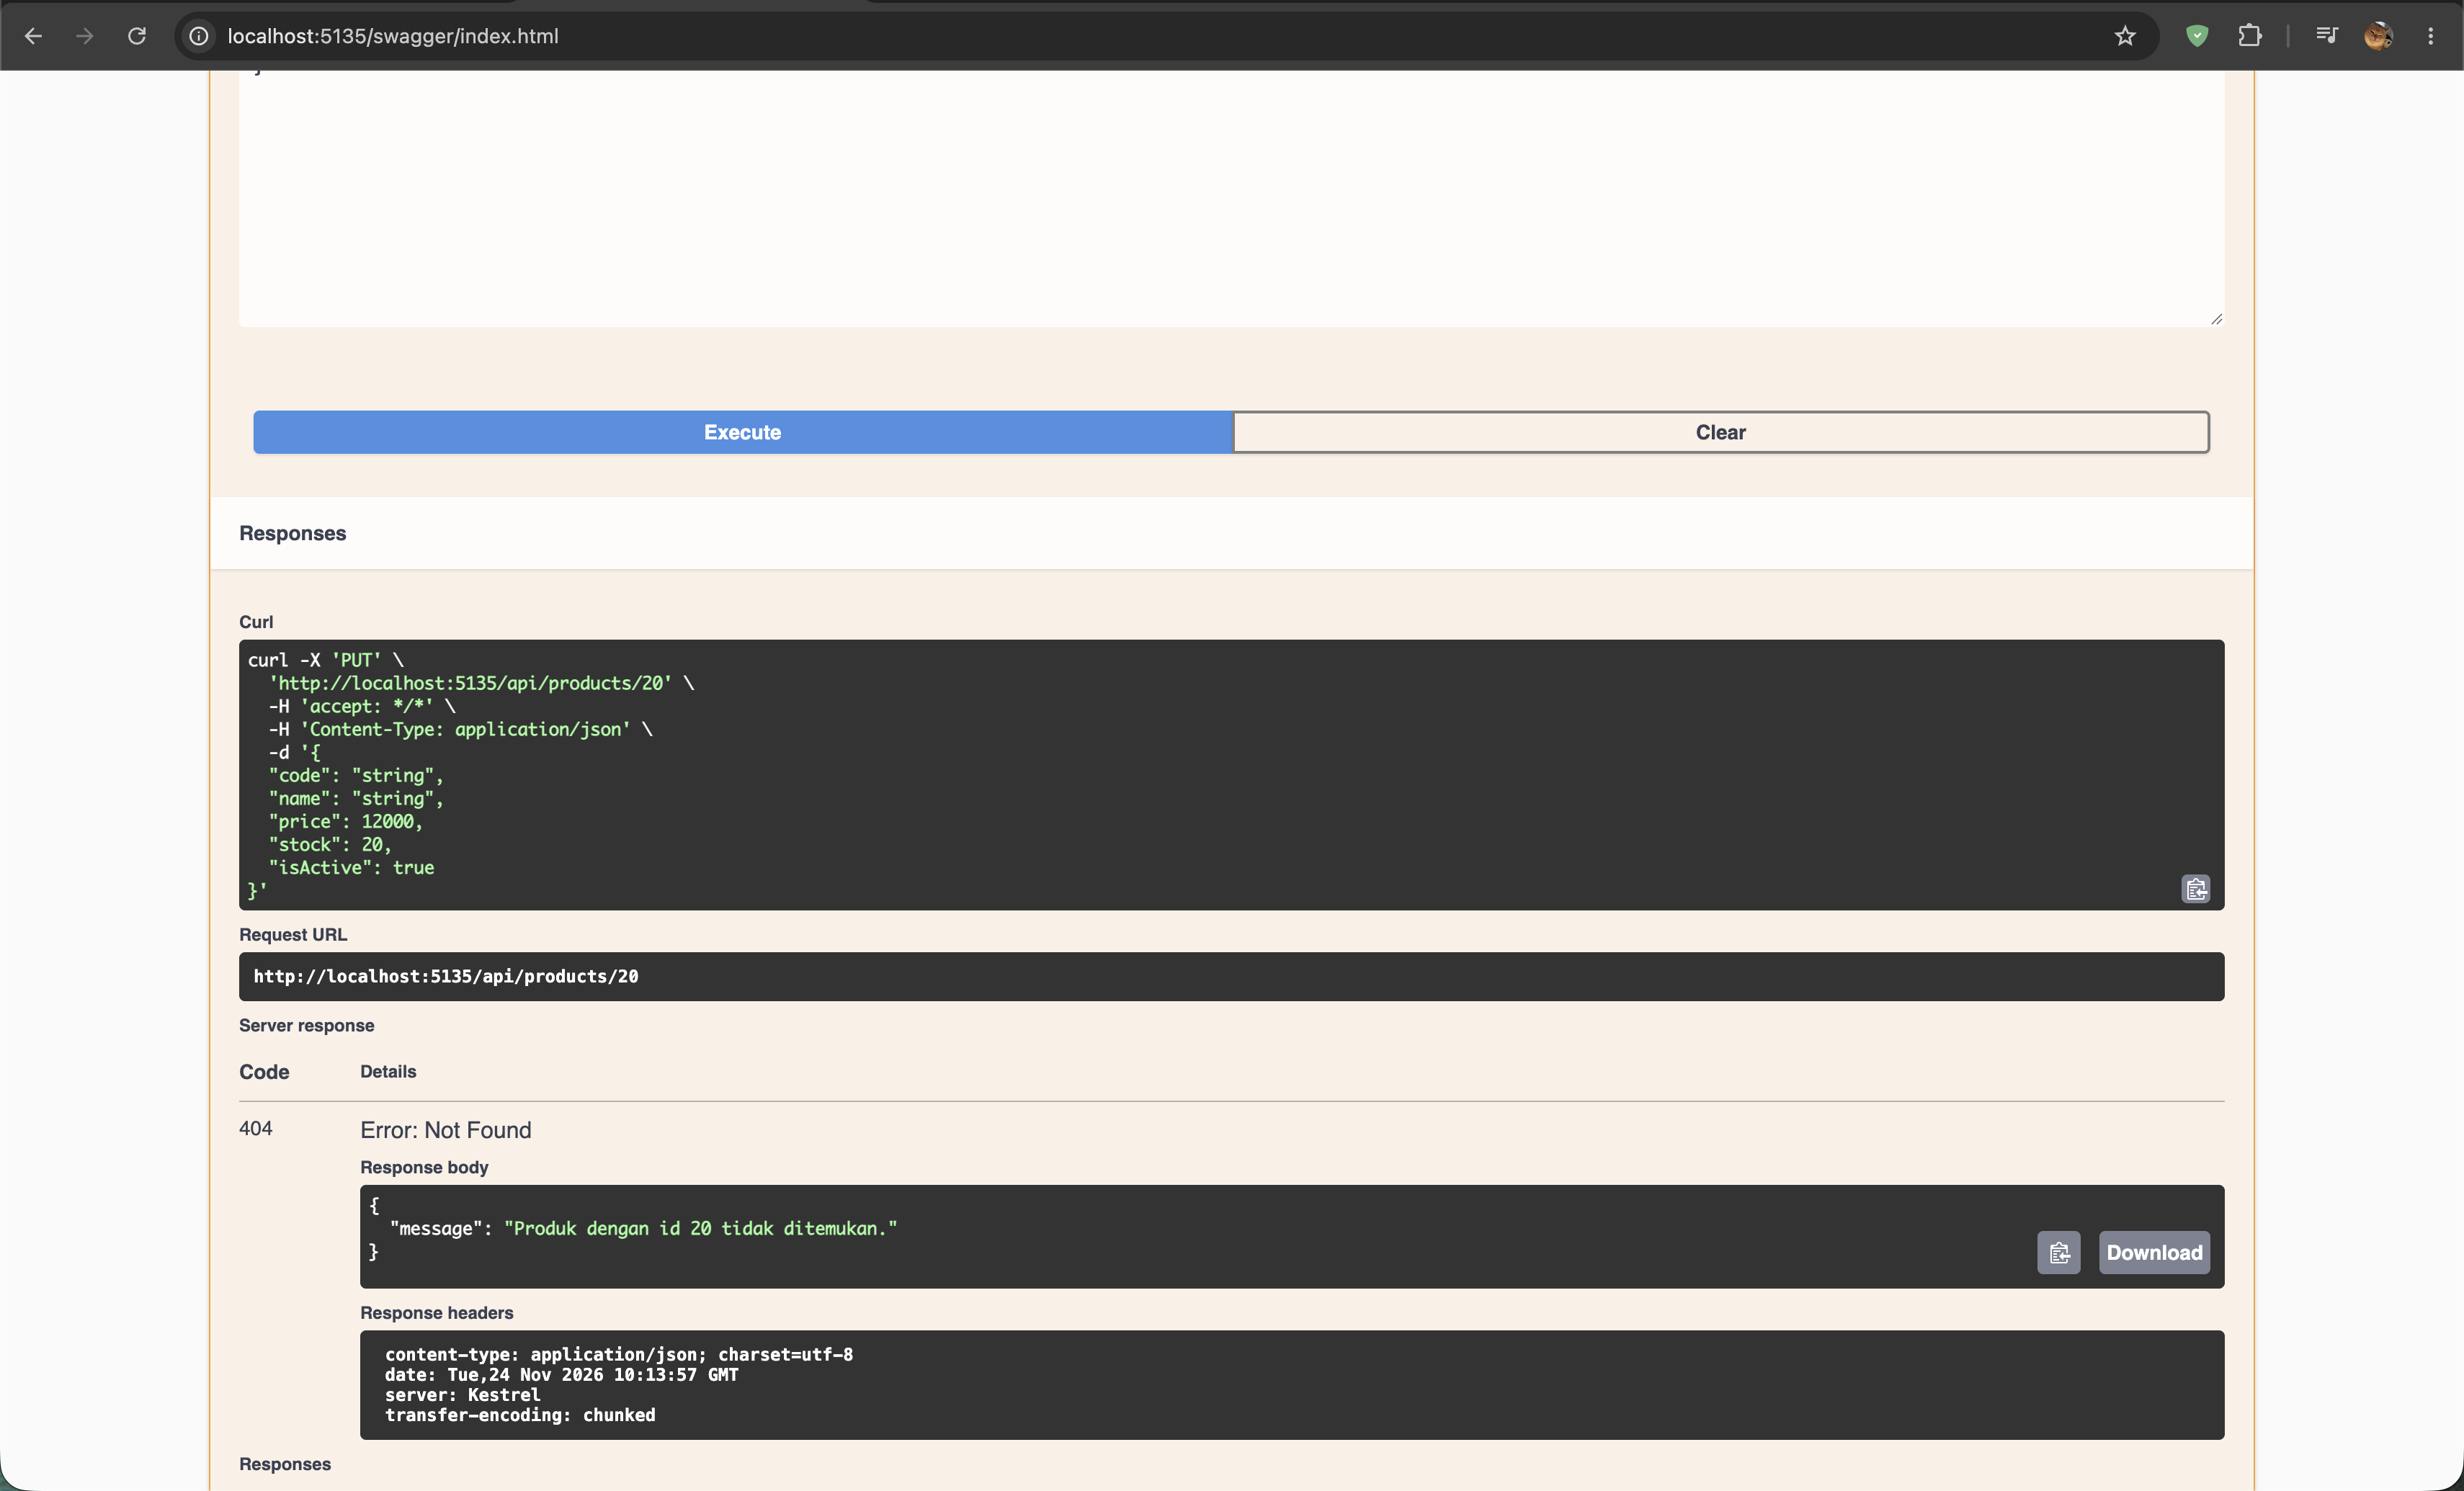 localhost:5135/swagger/index.html
}
Execute
Clear
Responses
Curl
curl -X 'PUT' \
  'http://localhost:5135/api/products/20' \
  -H 'accept: */*' \
  -H 'Content-Type: application/json' \
  -d '{
  "code": "string",
  "name": "string",
  "price": 12000,
  "stock": 20,
  "isActive": true
}'
Request URL
http://localhost:5135/api/products/20
Server response
Code Details
404 Error: Not Found
Response body
{
  "message": "Produk dengan id 20 tidak ditemukan."
}
Download
Response headers
content-type: application/json; charset=utf-8
date: Tue,24 Nov 2026 10:13:57 GMT
server: Kestrel
transfer-encoding: chunked
Responses